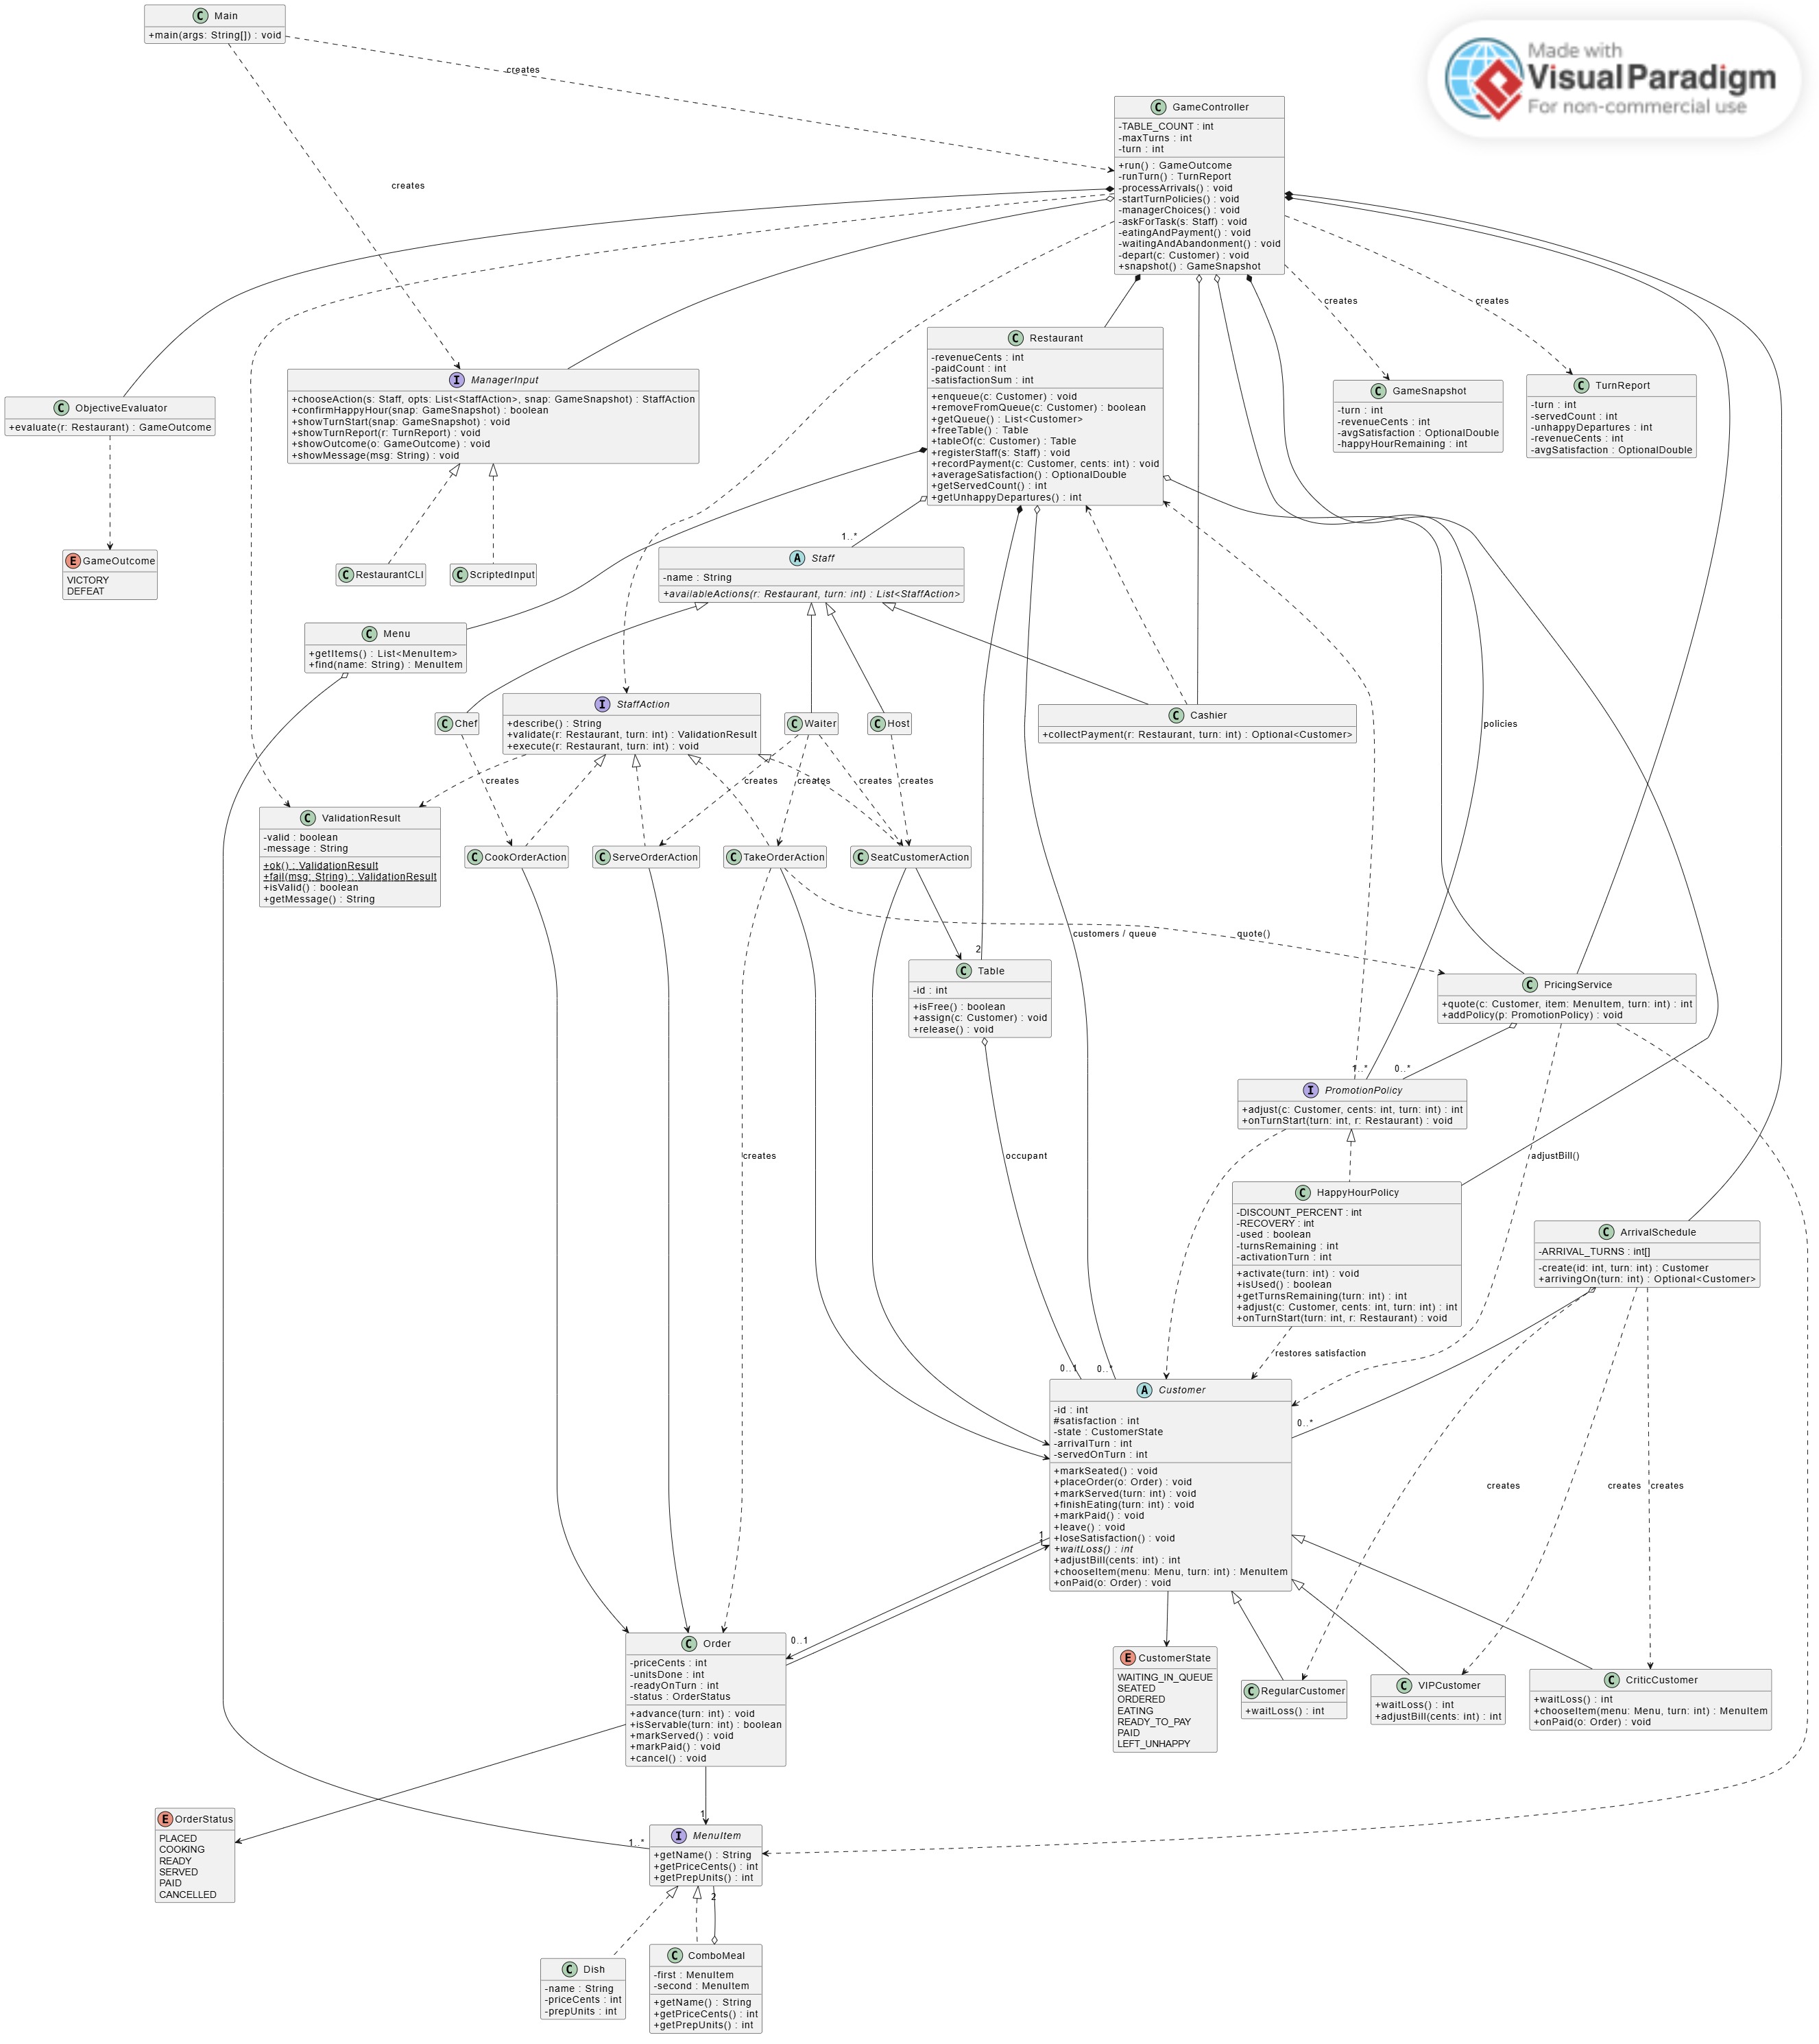 Main
+main(args: String[]) : void
Made with
Visual Paradigm
For non-commercial use
creates
creates
GameController
-TABLE_COUNT : int
-maxTurns : int
-turn : int
+run() : GameOutcome
-runTurn() : TurnReport
-processArrivals() : void
-startTurnPolicies() : void
-managerChoices() : void
-askForTask(s: Staff) : void
-eatingAndPayment() : void
-waitingAndAbandonment() : void
-depart(c: Customer) : void
+snapshot() : GameSnapshot
creates
creates
Restaurant
-revenueCents : int
-paidCount : int
-satisfactionSum : int
+enqueue(c: Customer) : void
+removeFromQueue(c: Customer) : boolean
+getQueue() : List<Customer>
+freeTable() : Table
+tableOf(c: Customer) : Table
+registerStaff(s: Staff) : void
+recordPayment(c: Customer, cents: int) : void
+averageSatisfaction() : OptionalDouble
+getServedCount() : int
+getUnhappyDepartures() : int
ManagerInput
+chooseAction(s: Staff, opts: List<StaffAction>, snap: GameSnapshot) : StaffAction
+confirmHappyHour(snap: GameSnapshot) : boolean
+showTurnStart(snap: GameSnapshot) : void
+showTurnReport(r: TurnReport) : void
+showOutcome(o: GameOutcome) : void
+showMessage(msg: String) : void
ObjectiveEvaluator
+evaluate(r: Restaurant) : GameOutcome
GameSnapshot
-turn : int
-revenueCents : int
-avgSatisfaction : OptionalDouble
-happyHourRemaining : int
TurnReport
-turn : int
-servedCount : int
-unhappyDepartures : int
-revenueCents : int
-avgSatisfaction : OptionalDouble
GameOutcome
VICTORY
DEFEAT
RestaurantCLI
ScriptedInput
1..*
Staff
-name : String
+availableActions(r: Restaurant, turn: int) : List<StaffAction>
Menu
+getItems() : List<MenuItem>
+find(name: String) : MenuItem
Chef
StaffAction
+describe() : String
+validate(r: Restaurant, turn: int) : ValidationResult
+execute(r: Restaurant, turn: int) : void
Waiter
Host
Cashier
+collectPayment(r: Restaurant, turn: int) : Optional<Customer>
policies
creates
creates
creates
creates
creates
ValidationResult
-valid : boolean
-message : String
+ok() : ValidationResult
+fail(msg: String) : ValidationResult
+isValid() : boolean
+getMessage() : String
CookOrderAction
ServeOrderAction
TakeOrderAction
SeatCustomerAction
customers / queue
quote()
2
Table
-id : int
+isFree() : boolean
+assign(c: Customer) : void
+release() : void
PricingService
+quote(c: Customer, item: MenuItem, turn: int) : int
+addPolicy(p: PromotionPolicy) : void
1..*
0..*
PromotionPolicy
+adjust(c: Customer, cents: int, turn: int) : int
+onTurnStart(turn: int, r: Restaurant) : void
creates
occupant
adjustBill()
HappyHourPolicy
-DISCOUNT_PERCENT : int
-RECOVERY : int
-used : boolean
-turnsRemaining : int
-activationTurn : int
+activate(turn: int) : void
+isUsed() : boolean
+getTurnsRemaining(turn: int) : int
+adjust(c: Customer, cents: int, turn: int) : int
+onTurnStart(turn: int, r: Restaurant) : void
ArrivalSchedule
-ARRIVAL_TURNS : int[]
-create(id: int, turn: int) : Customer
+arrivingOn(turn: int) : Optional<Customer>
restores satisfaction
0..1
0..*
Customer
-id : int
#satisfaction : int
-state : CustomerState
-arrivalTurn : int
-servedOnTurn : int
+markSeated() : void
+placeOrder(o: Order) : void
+markServed(turn: int) : void
+finishEating(turn: int) : void
+markPaid() : void
+leave() : void
+loseSatisfaction() : void
+waitLoss() : int
+adjustBill(cents: int) : int
+chooseItem(menu: Menu, turn: int) : MenuItem
+onPaid(o: Order) : void
0..*
creates
creates
creates
1
1
0..1
Order
-priceCents : int
-unitsDone : int
-readyOnTurn : int
-status : OrderStatus
+advance(turn: int) : void
+isServable(turn: int) : boolean
+markServed() : void
+markPaid() : void
+cancel() : void
CustomerState
WAITING_IN_QUEUE
SEATED
ORDERED
EATING
READY_TO_PAY
PAID
LEFT_UNHAPPY
RegularCustomer
+waitLoss() : int
VIPCustomer
+waitLoss() : int
+adjustBill(cents: int) : int
CriticCustomer
+waitLoss() : int
+chooseItem(menu: Menu, turn: int) : MenuItem
+onPaid(o: Order) : void
OrderStatus
PLACED
COOKING
READY
SERVED
PAID
CANCELLED
1
1..*
MenuItem
+getName() : String
+getPriceCents() : int
+getPrepUnits() : int
2
Dish
-name : String
-priceCents : int
-prepUnits : int
ComboMeal
-first : MenuItem
-second : MenuItem
+getName() : String
+getPriceCents() : int
+getPrepUnits() : int